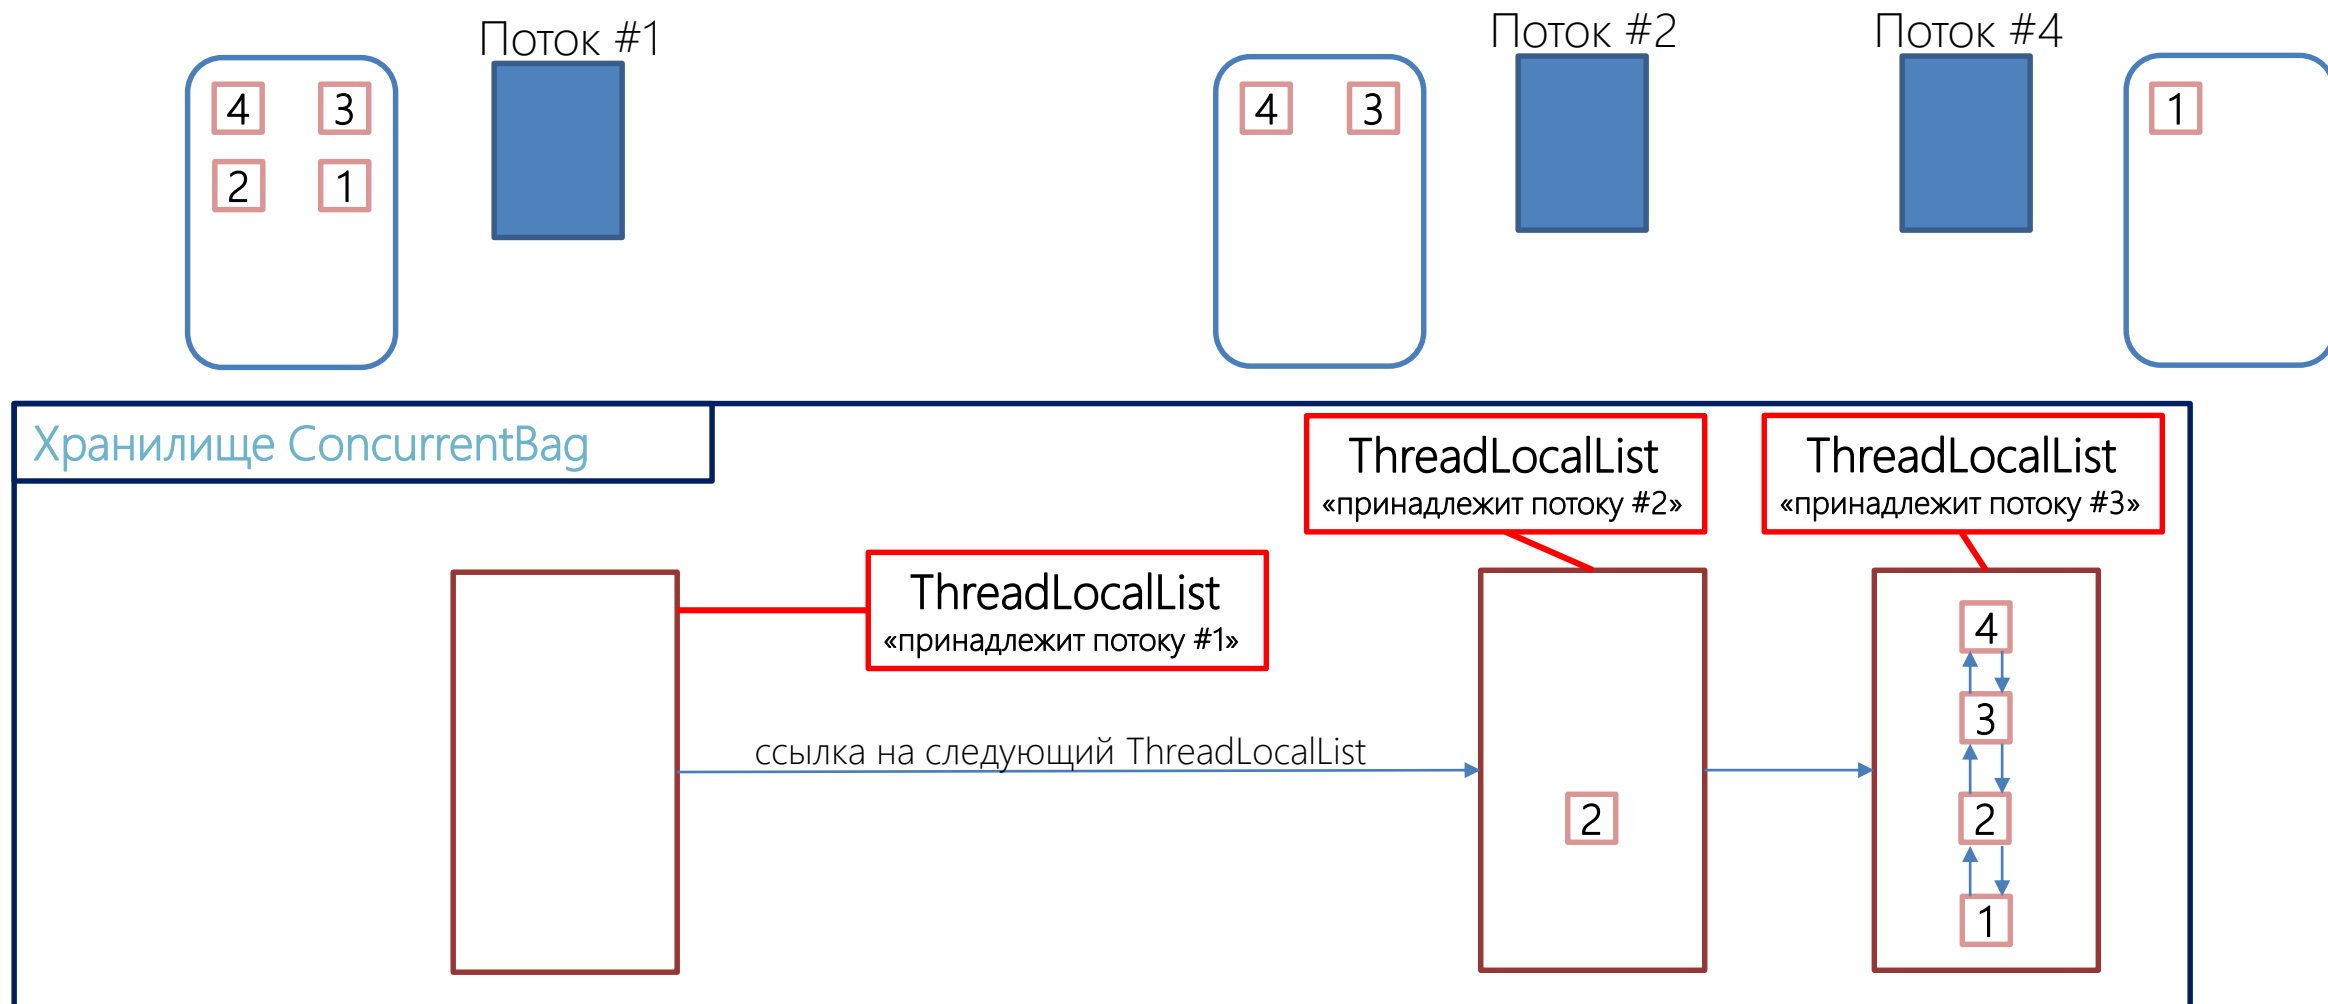 Поток #1
Поток #2
Поток #4
4 3
2 1
4 3
1
Хранилище ConcurrentBag
ThreadLocalList
«принадлежит потоку #2»
ThreadLocalList
«принадлежит потоку #3»
ThreadLocalList
«принадлежит потоку #1»
ссылка на следующий ThreadLocalList
2
4
3
2
1